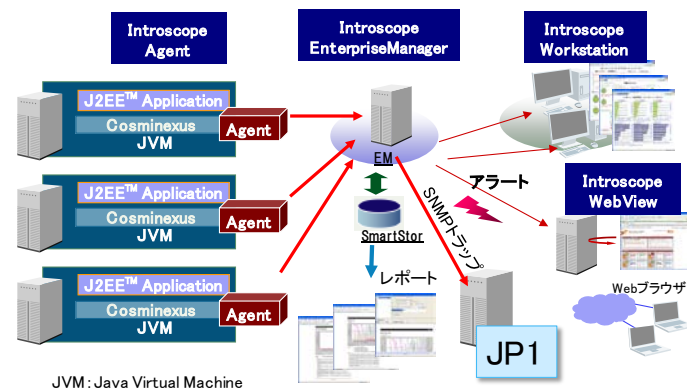 Introscope
Agent
Introscope
EnterpriseManager
Introscope
Workstation
J2EE™ Application
Cosminexus
JVM
Agent
J2EE™ Application
Cosminexus
JVM
Agent
J2EE™ Application
Cosminexus
JVM
Agent
EM
SmartStor
レポート
SNMPトラップ
アラート
JP1
Introscope
WebView
Webブラウザ
JVM：Java Virtual Machine